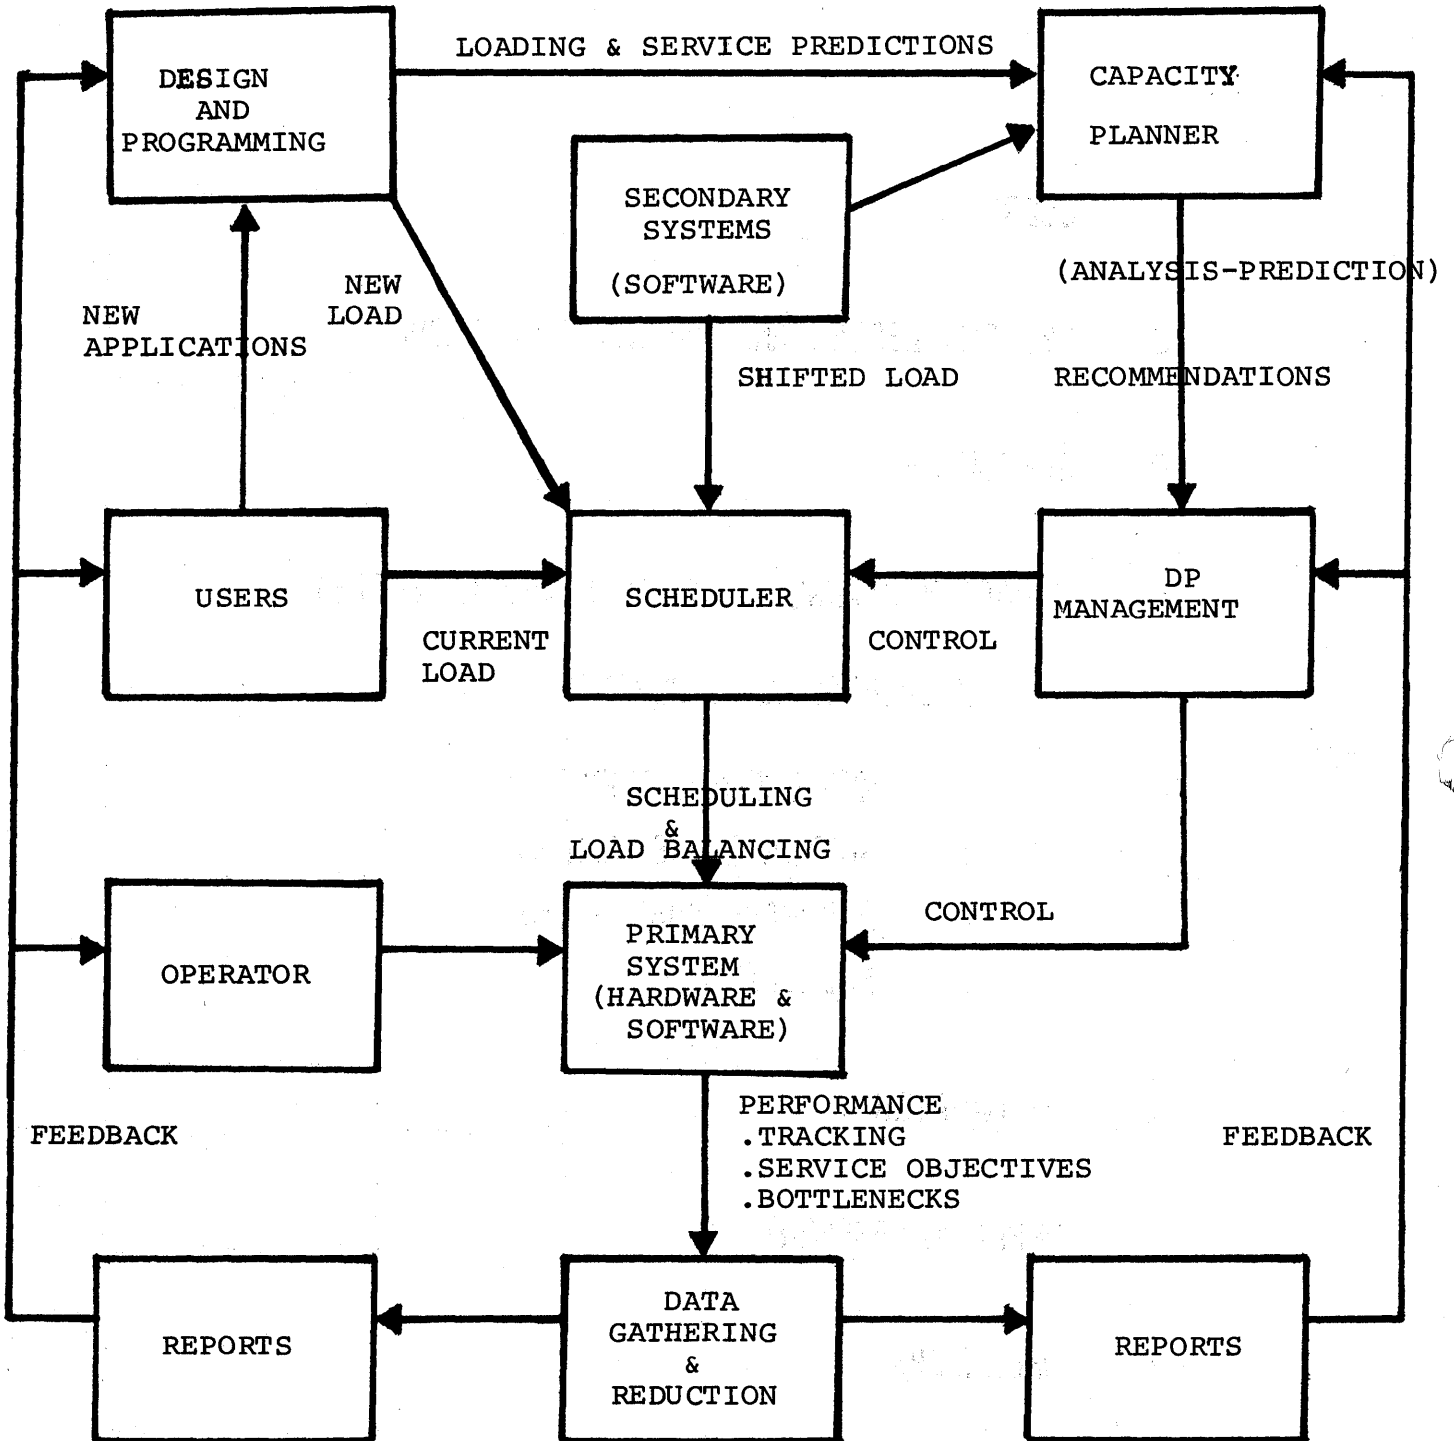 LOADING & SERVICE PREDICTIONS
DESIGN
AND
PROGRAMMING
CAPACITY
PLANNER
SECONDARY
SYSTEMS
(SOFTWARE)
NEW
LOAD
(ANALYSIS-PREDICTION)
NEW
APPLICATIONS
SHIFTED LOAD
RECOMMENDATIONS
USERS
SCHEDULER
DP
MANAGEMENT
CURRENT
LOAD
CONTROL
SCHEDULING
&
LOAD BALANCING
CONTROL
OPERATOR
PRIMARY
SYSTEM
(HARDWARE &
SOFTWARE)
PERFORMANCE
.TRACKING
.SERVICE OBJECTIVES
.BOTTLENECKS
FEEDBACK
FEEDBACK
REPORTS
DATA
GATHERING
&
REDUCTION
REPORTS